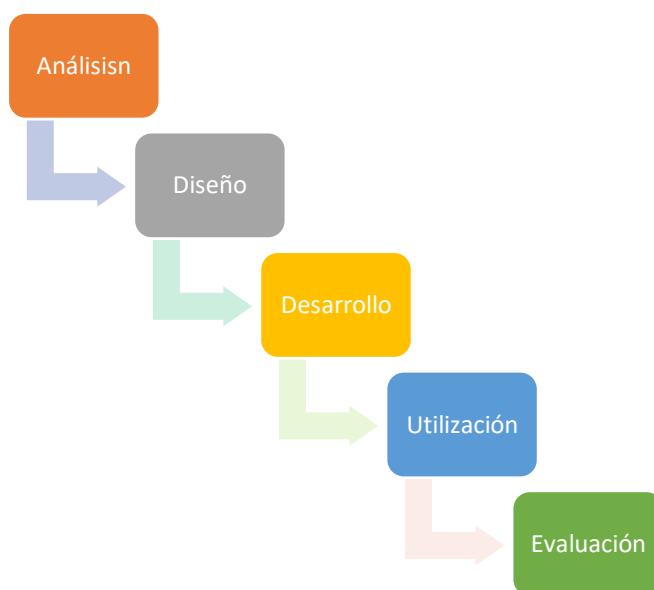 Análisisn
Diseño
Desarrollo
Utilización
Evaluación